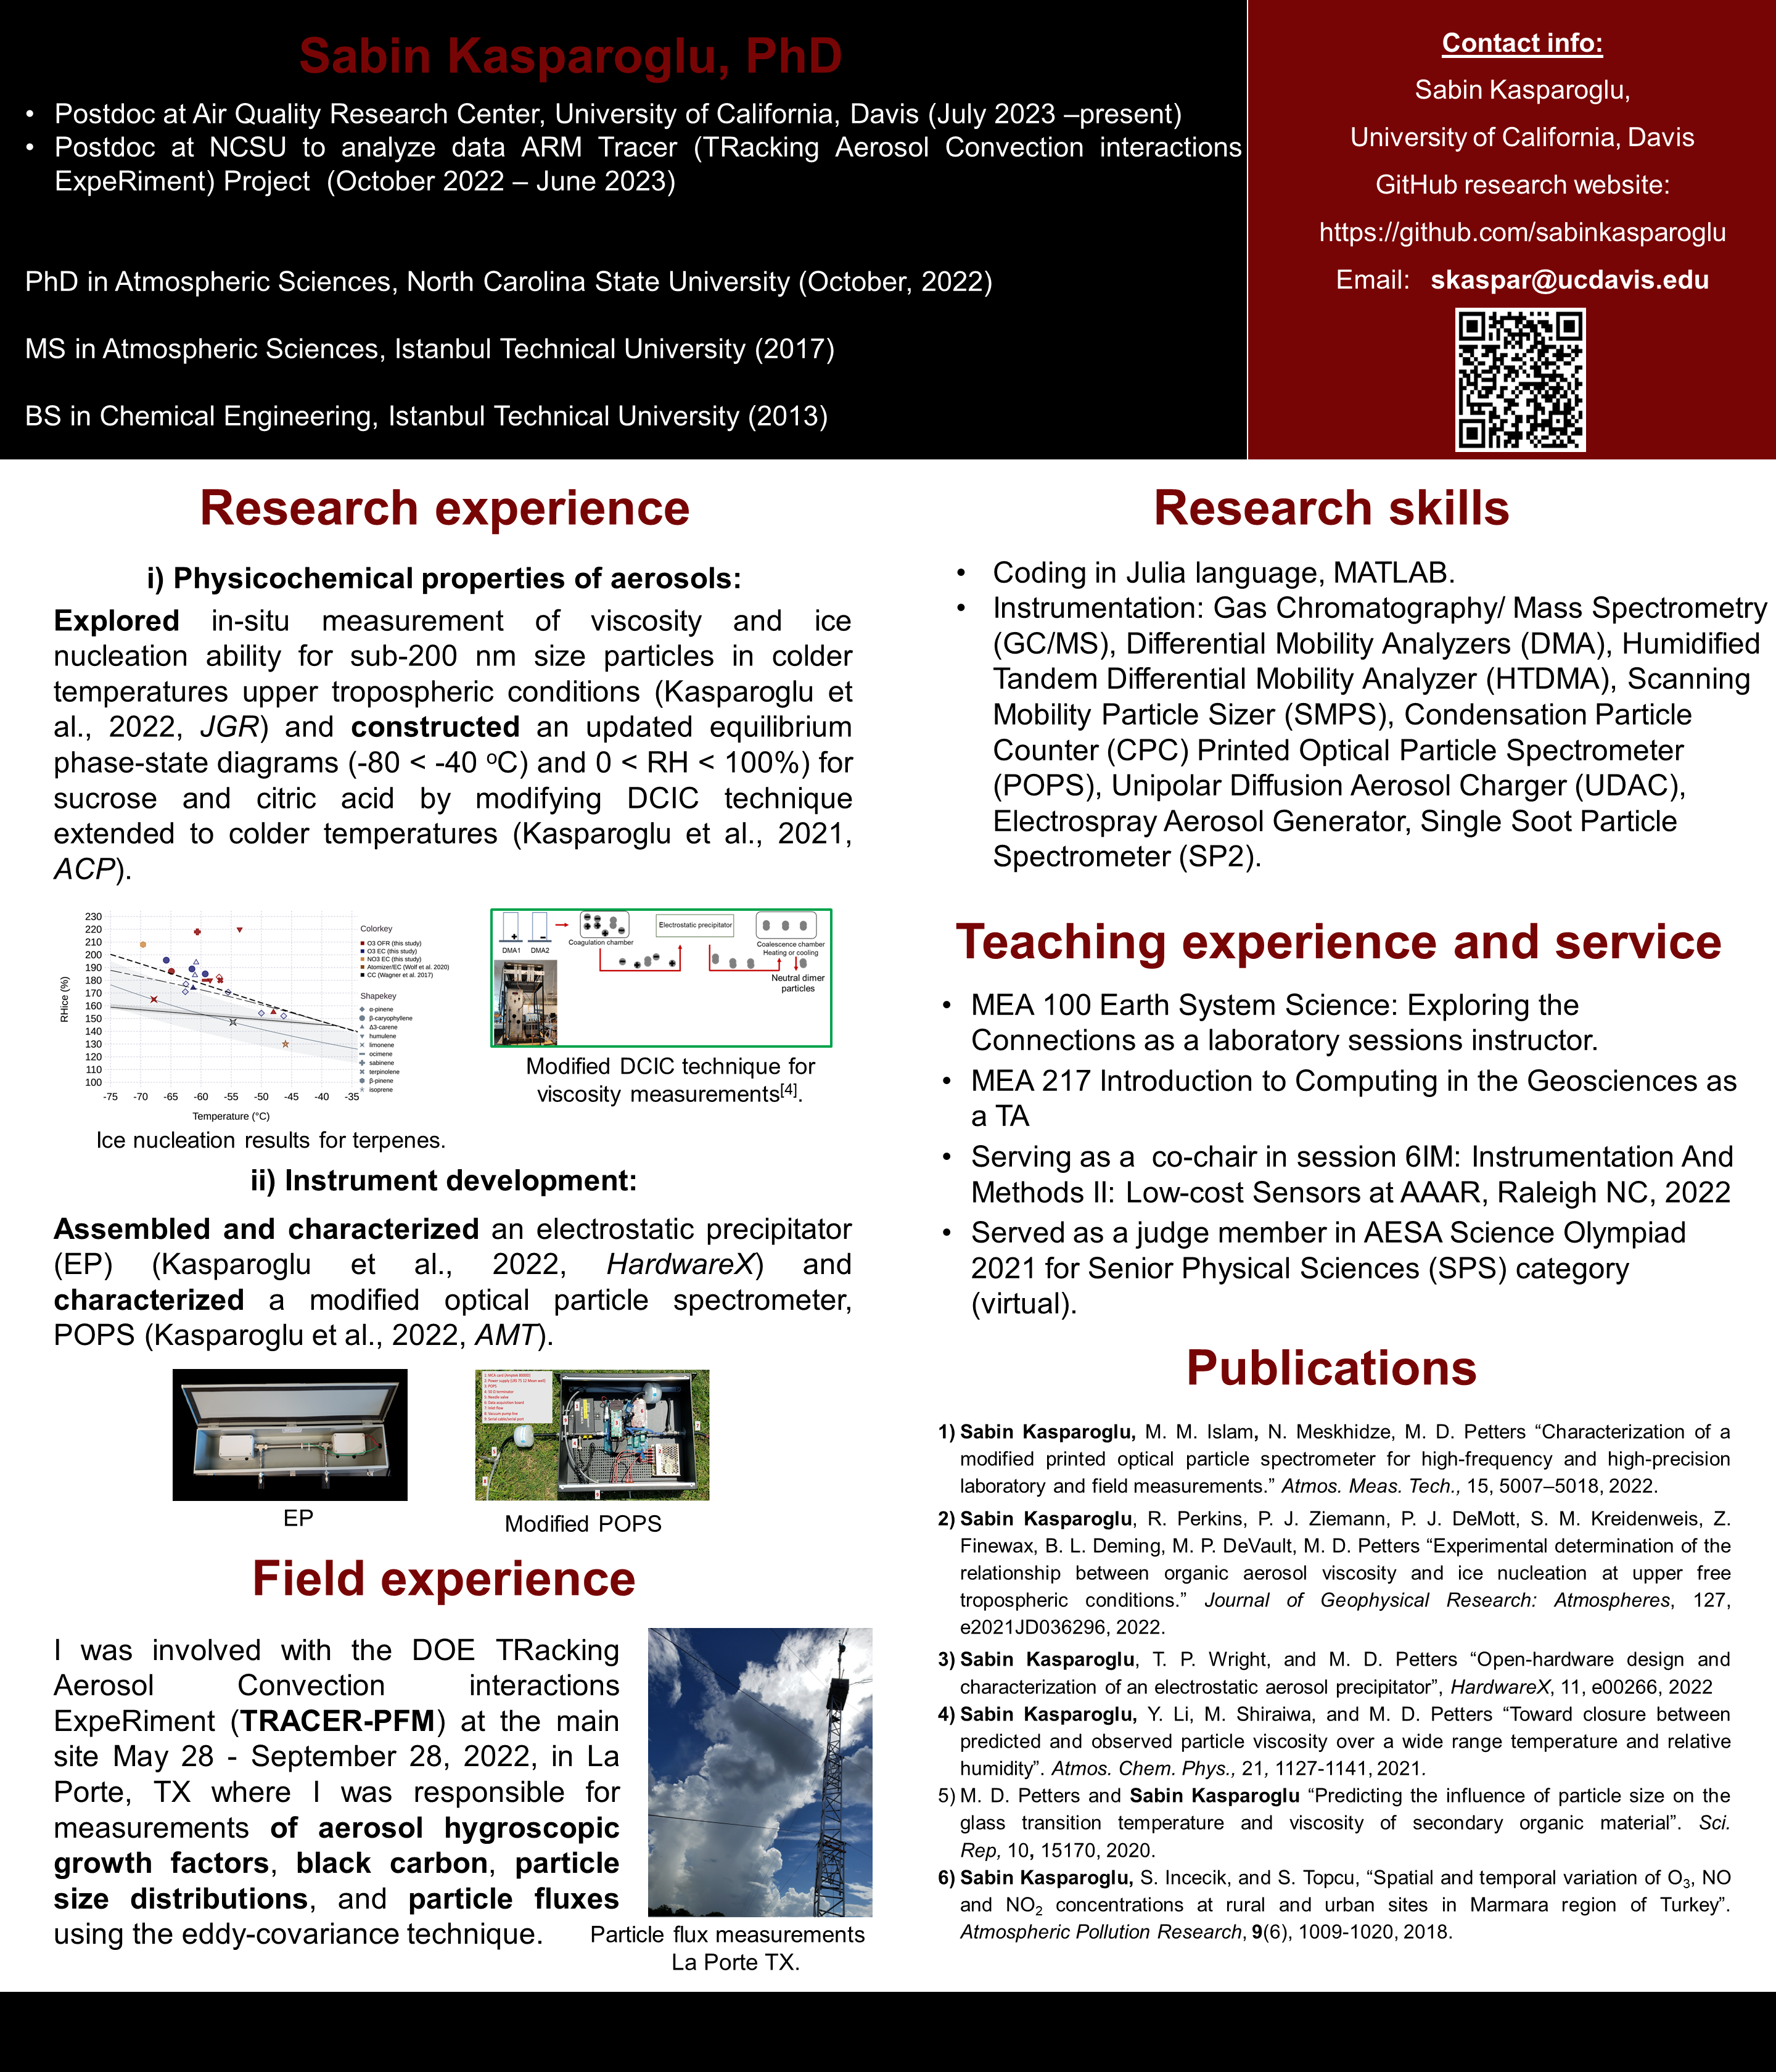 Sabin Kasparoglu, PhD
• Postdoc at Air Quality Research Center, University of California, Davis (July 2023 –present)
• Postdoc at NCSU to analyze data ARM Tracer (TRacking Aerosol Convection interactions
ExpeRiment) Project (October 2022 – June 2023)
PhD in Atmospheric Sciences, North Carolina State University (October, 2022)
MS in Atmospheric Sciences, Istanbul Technical University (2017)
BS in Chemical Engineering, Istanbul Technical University (2013)
Contact info:
Sabin Kasparoglu,
University of California, Davis
GitHub research website:
https://github.com/sabinkasparoglu
Email: skaspar@ucdavis.edu
Research experience
i) Physicochemical properties of aerosols:
Explored in-situ measurement of viscosity and ice
nucleation ability for sub-200 nm size particles in colder
temperatures upper tropospheric conditions (Kasparoglu et
al., 2022, JGR) and constructed an updated equilibrium
phase-state diagrams (-80 < -40 ºC) and 0 < RH < 100%) for
sucrose and citric acid by modifying DCIC technique
extended to colder temperatures (Kasparoglu et al., 2021,
ACP).
RHice (%)
230
220
210
200
190
180
170
160
150
140
130
120
110
100
-75 -70 -65 -60 -55 -50 -45 -40 -35
Temperature (°C)
Colorkey
O3 OFR (this study)
O3 EC (this study)
NO3 EC (this study)
Atomizer/EC (Wolf et al. 2020)
CC (Wagner et al. 2017)
Shapekey
α-pinene
β-caryophyllene
Δ3-carene
humulene
limonene
ocimene
sabinene
terpinolene
β-pinene
isoprene
Ice nucleation results for terpenes.
DMA1 DMA2
Coagulation chamber
Electrostatic precipitator
Coalescence chamber
Heating or cooling
Neutral dimer
particles
Modified DCIC technique for
viscosity measurements[4].
ii) Instrument development:
Assembled and characterized an electrostatic precipitator
(EP) (Kasparoglu et al., 2022, HardwareX) and
characterized a modified optical particle spectrometer,
POPS (Kasparoglu et al., 2022, AMT).
EP
3: POPS
4: 50 Ω terminator
5: Needle valve
6: Data acquisition board
7: Inlet flow
8: Vacuum pump line
9: Serial cable/serial port
Modified POPS
Field experience
I was involved with the DOE TRacking
Aerosol Convection interactions
ExpeRiment (TRACER-PFM) at the main
site May 28 - September 28, 2022, in La
Porte, TX where I was responsible for
measurements of aerosol hygroscopic
growth factors, black carbon, particle
size distributions, and particle fluxes
using the eddy-covariance technique.
Particle flux measurements
La Porte TX.
Research skills
• Coding in Julia language, MATLAB.
• Instrumentation: Gas Chromatography/ Mass Spectrometry
(GC/MS), Differential Mobility Analyzers (DMA), Humidified
Tandem Differential Mobility Analyzer (HTDMA), Scanning
Mobility Particle Sizer (SMPS), Condensation Particle
Counter (CPC) Printed Optical Particle Spectrometer
(POPS), Unipolar Diffusion Aerosol Charger (UDAC),
Electrospray Aerosol Generator, Single Soot Particle
Spectrometer (SP2).
Teaching experience and service
• MEA 100 Earth System Science: Exploring the
Connections as a laboratory sessions instructor.
• MEA 217 Introduction to Computing in the Geosciences as
a TA
• Serving as a co-chair in session 6IM: Instrumentation And
Methods II: Low-cost Sensors at AAAR, Raleigh NC, 2022
• Served as a judge member in AESA Science Olympiad
2021 for Senior Physical Sciences (SPS) category
(virtual).
Publications
1) Sabin Kasparoglu, M. M. Islam, N. Meskhidze, M. D. Petters “Characterization of a
modified printed optical particle spectrometer for high-frequency and high-precision
laboratory and field measurements.” Atmos. Meas. Tech., 15, 5007–5018, 2022.
2) Sabin Kasparoglu, R. Perkins, P. J. Ziemann, P. J. DeMott, S. M. Kreidenweis, Z.
Finewax, B. L. Deming, M. P. DeVault, M. D. Petters “Experimental determination of the
relationship between organic aerosol viscosity and ice nucleation at upper free
tropospheric conditions.” Journal of Geophysical Research: Atmospheres, 127,
e2021JD036296, 2022.
3) Sabin Kasparoglu, T. P. Wright, and M. D. Petters “Open-hardware design and
characterization of an electrostatic aerosol precipitator”, HardwareX, 11, e00266, 2022
4) Sabin Kasparoglu, Y. Li, M. Shiraiwa, and M. D. Petters “Toward closure between
predicted and observed particle viscosity over a wide range temperature and relative
humidity”. Atmos. Chem. Phys., 21, 1127-1141, 2021.
5) M. D. Petters and Sabin Kasparoglu “Predicting the influence of particle size on the
glass transition temperature and viscosity of secondary organic material”. Sci.
Rep, 10, 15170, 2020.
6) Sabin Kasparoglu, S. Incecik, and S. Topcu, “Spatial and temporal variation of O3, NO
and NO2 concentrations at rural and urban sites in Marmara region of Turkey”.
Atmospheric Pollution Research, 9(6), 1009-1020, 2018.